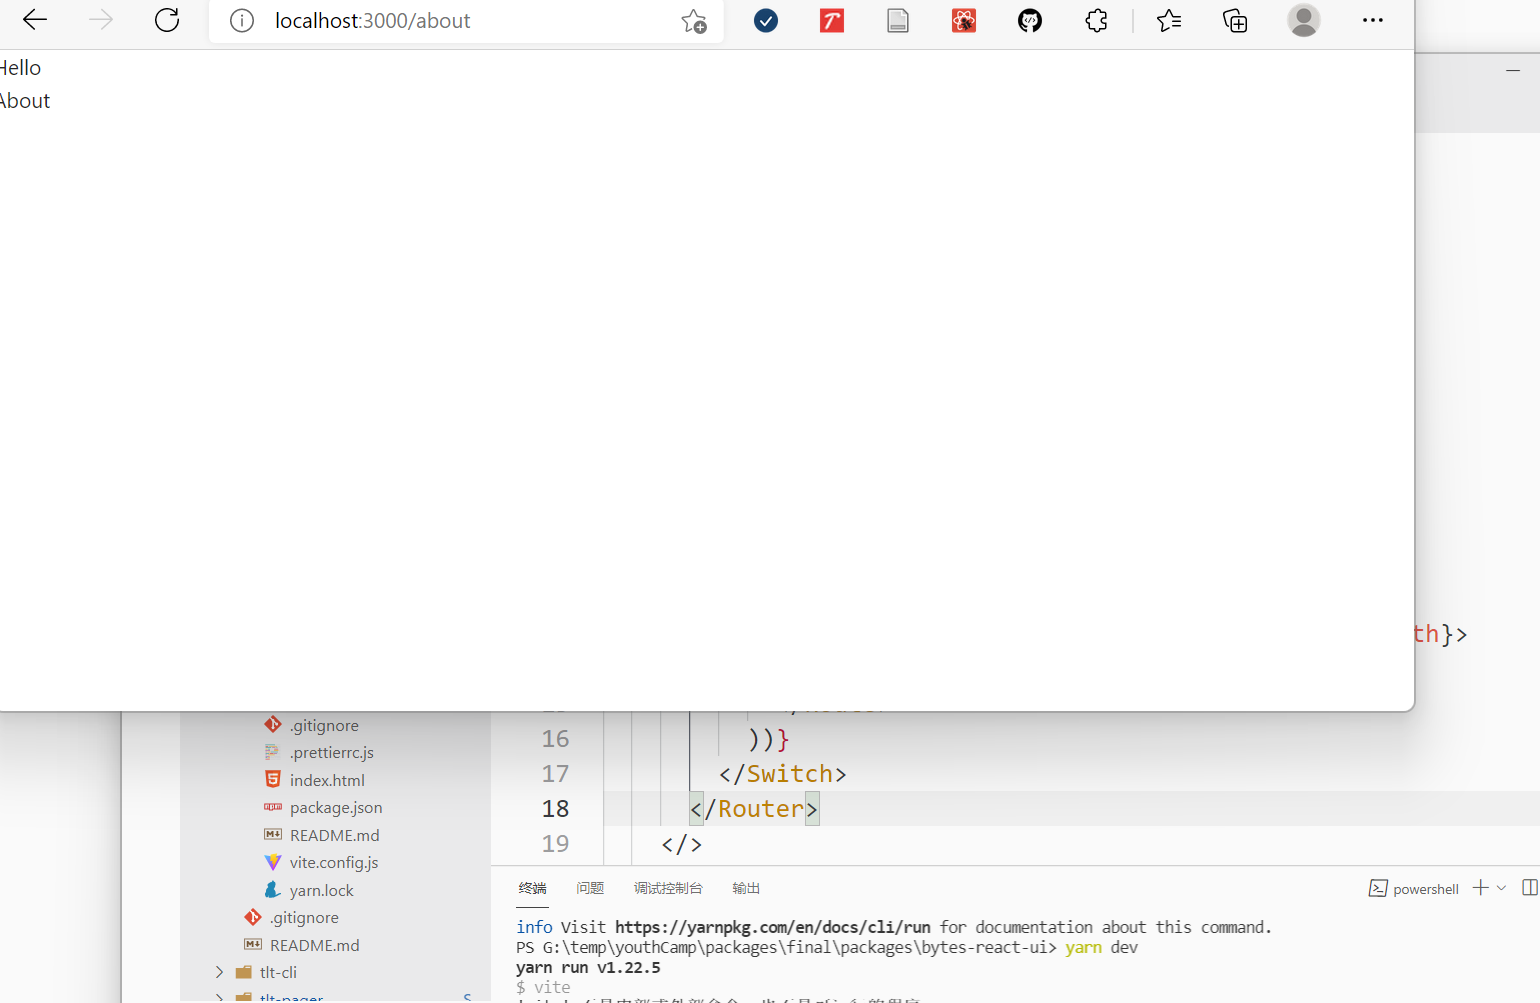 localhost:3000/about
Hello
About
th}>
.gitignore
.prettierrc.js
index.html
package.json
README.md
vite.config.js
yarn.lock
.gitignore
README.md
tlt-cli
tlt-pager
S
16 ))}
17 </Switch>
18 </Router>
19 </>
终端 问题 调试控制台 输出
powershell
info Visit https://yarnpkg.com/en/docs/cli/run for documentation about this command.
PS G:\temp\youthCamp\packages\final\packages\bytes-react-ui> yarn dev
yarn run v1.22.5
$ vite